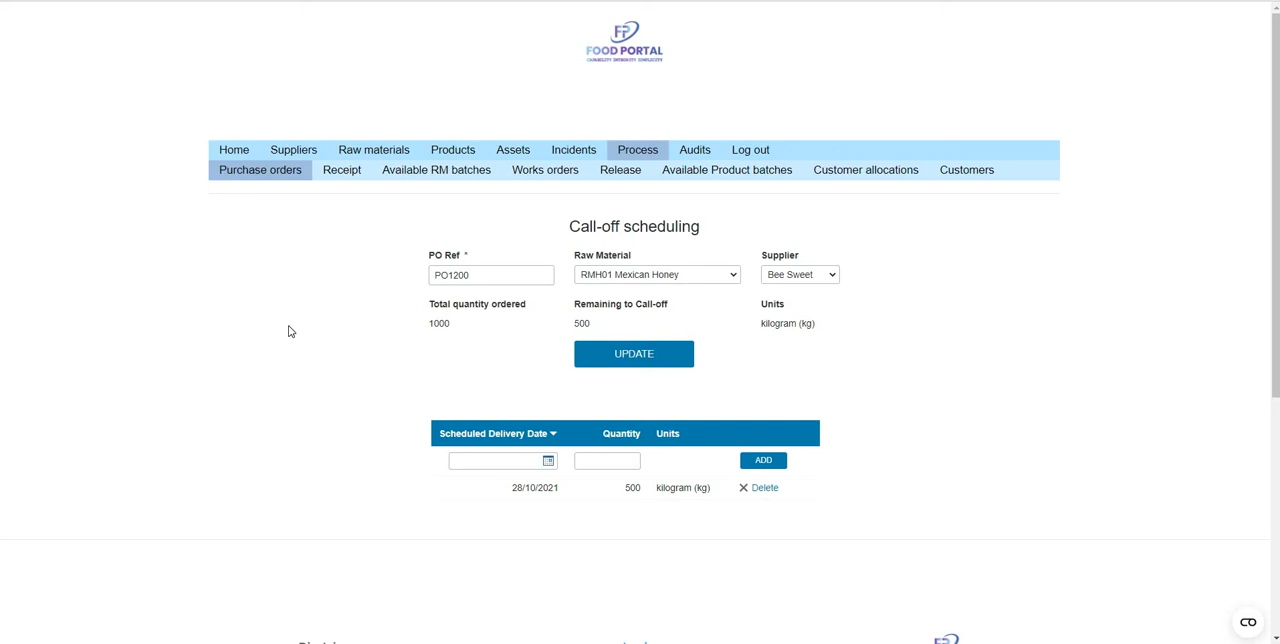 FP
FOOD PORTAL
CAPABILITY INTEGRITY SIMPLICITY
Home Suppliers Raw materials Products Assets Incidents Process Audits Log out
Purchase orders Receipt Available RM batches Works orders Release Available Product batches Customer allocations Customers
Call-off scheduling
PO Ref * Raw Material Supplier
PO1200 RMH01 Mexican Honey Bee Sweet
Total quantity ordered Remaining to Call-off Units
1000 500 kilogram (kg)
UPDATE
Scheduled Delivery Date Quantity Units
ADD
28/10/2021 500 kilogram (kg) Delete